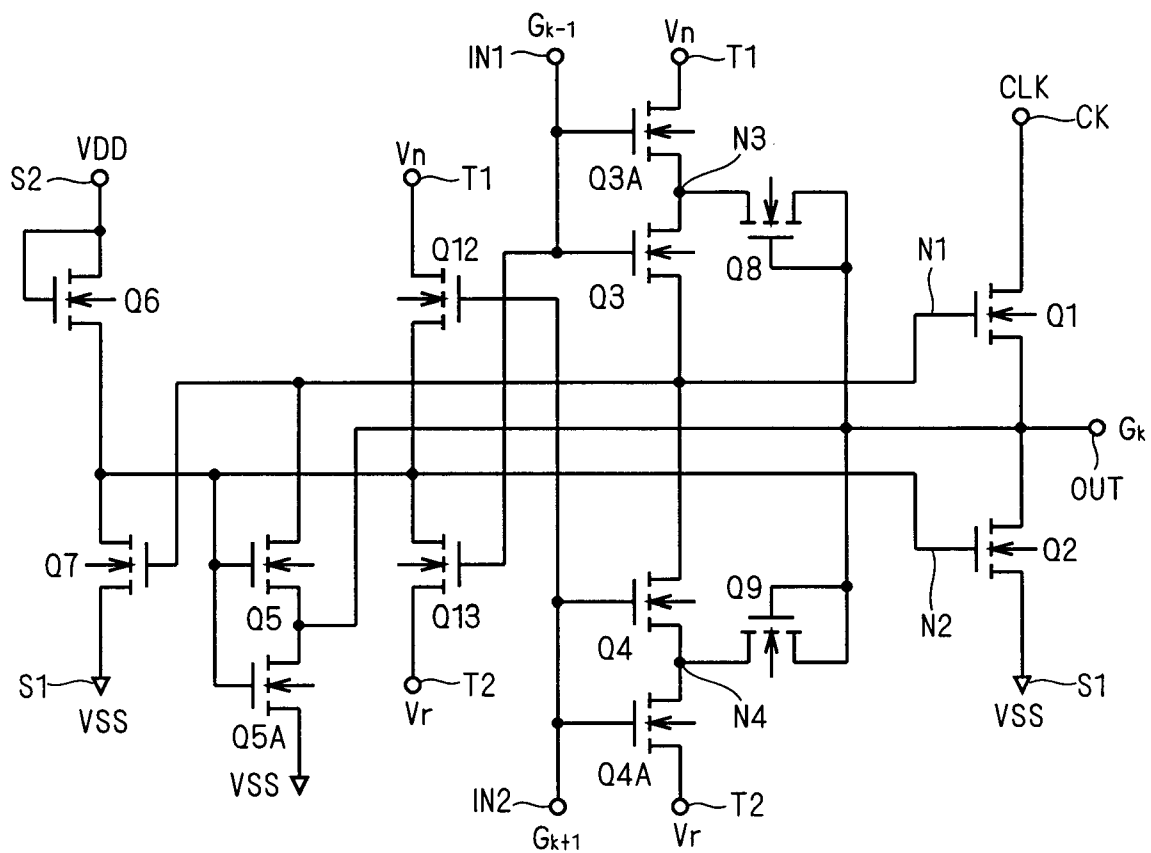 Gk-1
IN1
Vn
T1
CLK
CK
VDD
S2
Vn
T1
Q3A
N3
Q12
Q8
N1
Q6
Q3
Q1
Gk
OUT
Q7
Q5
Q13
Q4
Q9
N2
Q2
S1
VSS
Q5A
VSS
T2
Vr
N4
S1
VSS
Q4A
IN2
Gk+1
T2
Vr